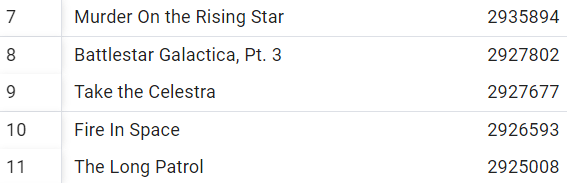 7 Murder On the Rising Star 2935894
8 Battlestar Galactica, Pt. 3 2927802
9 Take the Celestra 2927677
10 Fire In Space 2926593
11 The Long Patrol 2925008